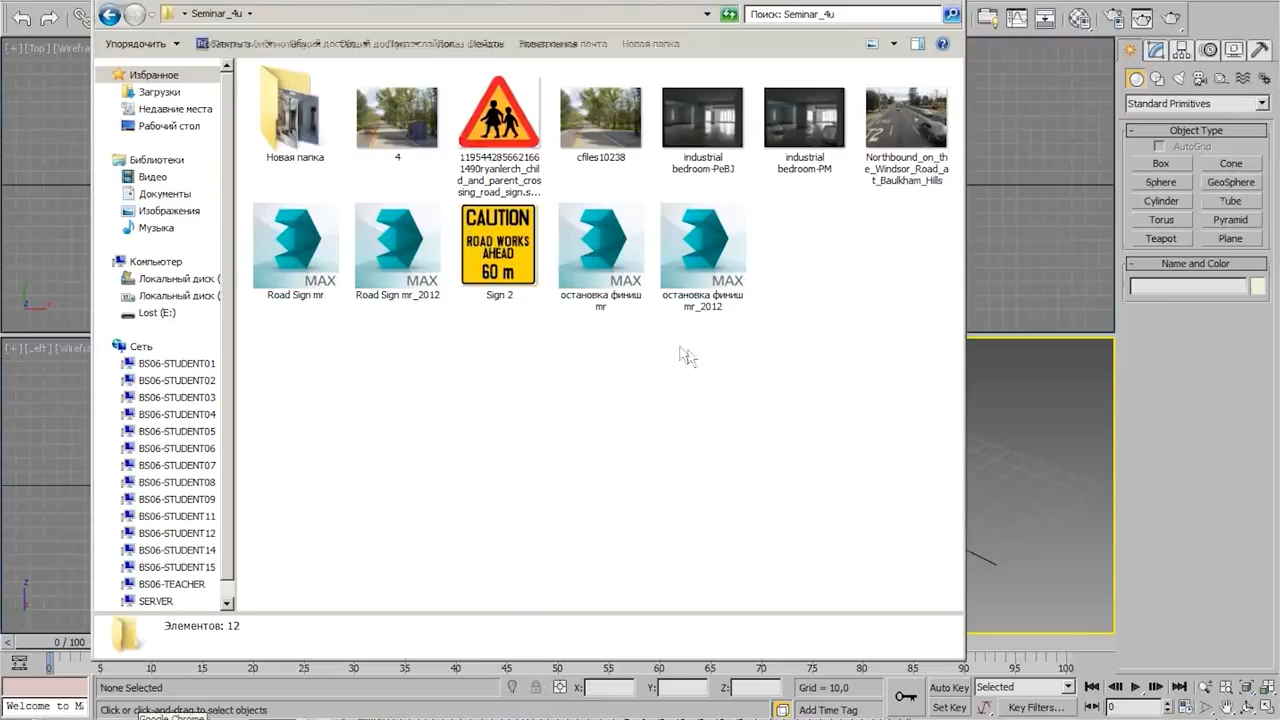 Seminar_4u
Поиск: Seminar_4u
Упорядочить
Новая папка
[+][Top]
Избранное
Загрузки
Недавние места
Рабочий стол
Библиотеки
Видео
Документы
Изображения
Музыка
Компьютер
Локальный диск (
Локальный диск (
Lost (E:)
Сеть
BS06-STUDENT01
BS06-STUDENT02
BS06-STUDENT03
BS06-STUDENT04
BS06-STUDENT05
BS06-STUDENT06
BS06-STUDENT07
BS06-STUDENT08
BS06-STUDENT09
BS06-STUDENT11
BS06-STUDENT12
BS06-STUDENT14
BS06-STUDENT15
BS06-TEACHER
SERVER
Новая папка
4
119544285662166
1490ryanlerch_chil
d_and_parent_cros
sing_road_sign.s...
cfiles10238
industrial
bedroom-PeBJ
industrial
bedroom-PM
Northbound_on_th
e_Windsor_Road_a
t_Baulkham_Hills
MAX
Road Sign mr
MAX
Road Sign mr_2012
CAUTION
ROAD WORKS
AHEAD
60 m
Sign 2
MAX
остановка финиш
mr
MAX
остановка финиш
mr_2012
Элементов: 12
Standard Primitives
Object Type
AutoGrid
Box
Cone
Sphere
GeoSphere
Cylinder
Tube
Torus
Pyramid
Teapot
Plane
Name and Color
[+][Left]
0 / 100
0 5 10 15 20 25 30 35 40 45 50 55 60 65 70 75 80 85 90 95 100
None Selected
X:
Y:
Z:
Grid = 10,0
Auto Key
Selected
Welcome to M
Click or click-and-drag to select objects
Google Chrome
Add Time Tag
Set Key
Key Filters...
0